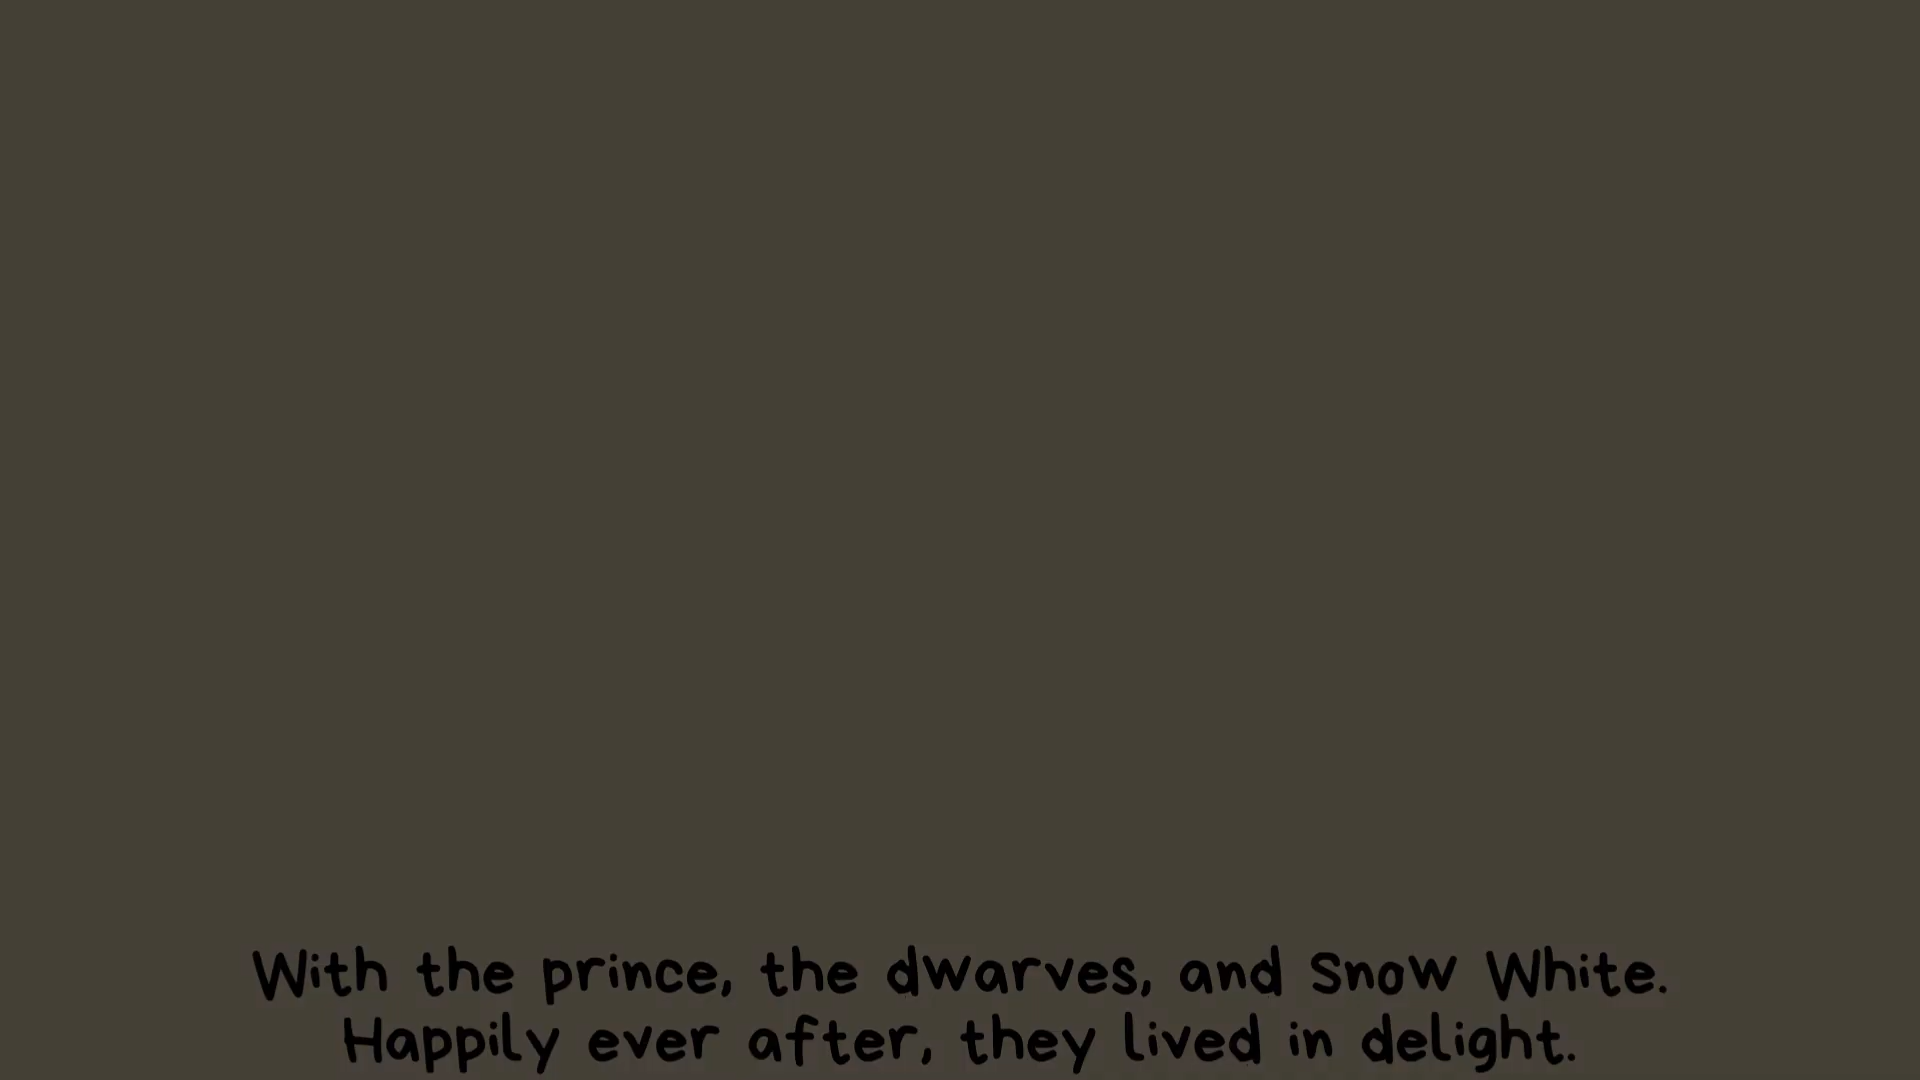 With the prince, the dwarves, and Snow White.
Happily ever after, they lived in delight.